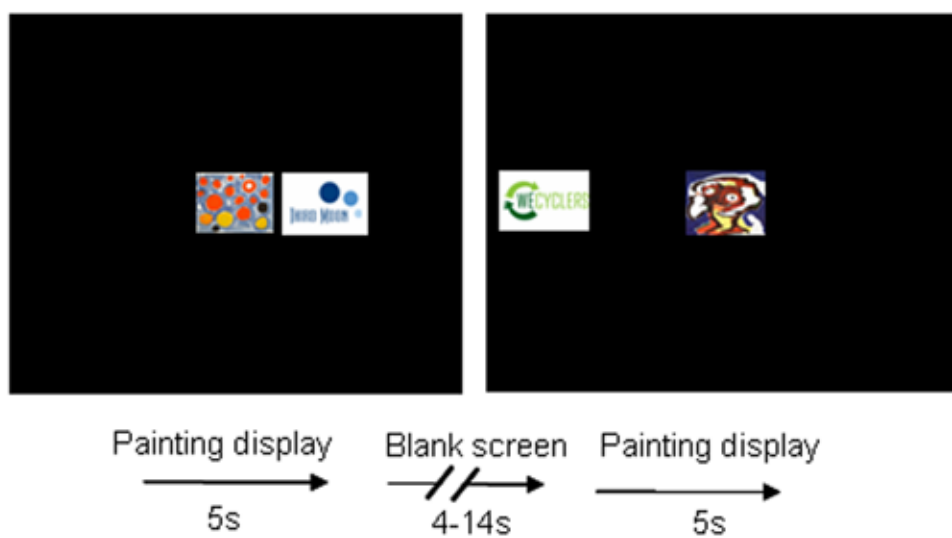 THIRD MOON
WECYCLERS
Painting display
Blank screen
Painting display
5s
4-14s
5s